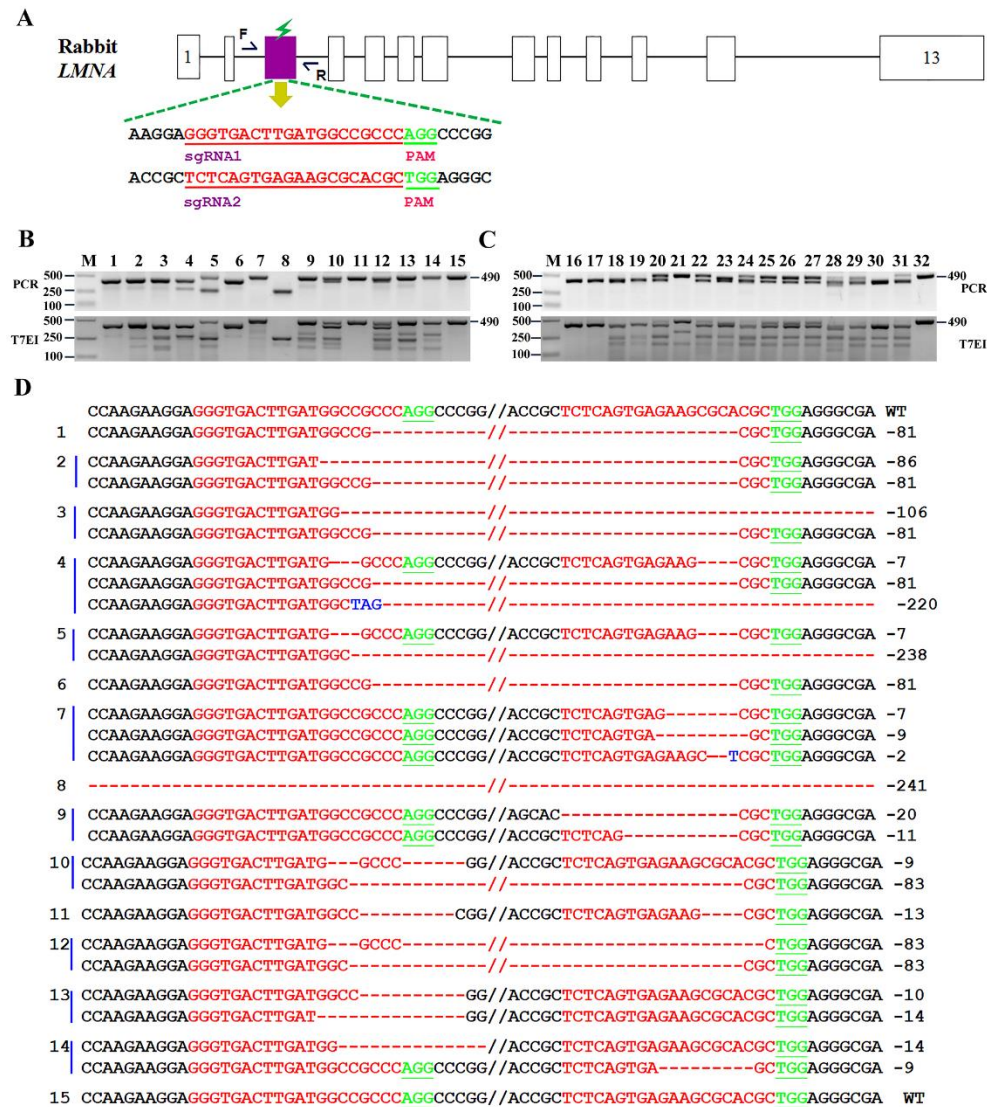 A
Rabbit
LMNA
1
F
R
13
AAGGAGGGTGACTTGATGGCCGCCCAGGCCCGG
sgRNA1 PAM
ACCGCTCTCAGTGAGAAGCGCACGCTGGAGGGC
sgRNA2 PAM
B
M 1 2 3 4 5 6 7 8 9 10 11 12 13 14 15
PCR
500
250
100
490
T7EI
500
250
100
490
C
M 16 17 18 19 20 21 22 23 24 25 26 27 28 29 30 31 32
500
250
100
490
PCR
500
250
100
490
T7EI
D
CCAAGAAGGAGGGTGACTTGATGGCCGCCCAGGCCCGG//ACCGCTCTCAGTGAGAAGCGCACGCTGGAGGGCGA WT
1 CCAAGAAGGAGGGTGACTTGATGGCCG------------//-----------------------CGCTGGAGGGCGA -81
2 CCAAGAAGGAGGGTGACTTGAT-----------------//-----------------------CGCTGGAGGGCGA -86
CCAAGAAGGAGGGTGACTTGATGGCCG------------//-----------------------CGCTGGAGGGCGA -81
3 CCAAGAAGGAGGGTGACTTGATGG---------------//------------------------------------ -106
CCAAGAAGGAGGGTGACTTGATGGCCG------------//-----------------------CGCTGGAGGGCGA -81
4 CCAAGAAGGAGGGTGACTTGATG---GCCCAGGCCCGG//ACCGCTCTCAGTGAGAAG----CGCTGGAGGGCGA -7
CCAAGAAGGAGGGTGACTTGATGGCCG------------//-----------------------CGCTGGAGGGCGA -81
CCAAGAAGGAGGGTGACTTGATGGCTAG-----------//------------------------------------ -220
5 CCAAGAAGGAGGGTGACTTGATG---GCCCAGGCCCGG//ACCGCTCTCAGTGAGAAG----CGCTGGAGGGCGA -7
CCAAGAAGGAGGGTGACTTGATGGC--------------//------------------------------------ -238
6 CCAAGAAGGAGGGTGACTTGATGGCCG------------//-----------------------CGCTGGAGGGCGA -81
7 CCAAGAAGGAGGGTGACTTGATGGCCGCCCAGGCCCGG//ACCGCTCTCAGTGAG-------CGCTGGAGGGCGA -7
CCAAGAAGGAGGGTGACTTGATGGCCGCCCAGGCCCGG//ACCGCTCTCAGTGA---------GCTGGAGGGCGA -9
CCAAGAAGGAGGGTGACTTGATGGCCGCCCAGGCCCGG//ACCGCTCTCAGTGAGAAGC--TCGCTGGAGGGCGA -2
8 ---------------------------------------//------------------------------------ -241
9 CCAAGAAGGAGGGTGACTTGATGGCCGCCCAGGCCCGG//AGCAC-----------------CGCTGGAGGGCGA -20
CCAAGAAGGAGGGTGACTTGATGGCCGCCCAGGCCCGG//ACCGCTCTCAG-----------CGCTGGAGGGCGA -11
10 CCAAGAAGGAGGGTGACTTGATG---GCCC------GG//ACCGCTCTCAGTGAGAAGCGCACGCTGGAGGGCGA -9
CCAAGAAGGAGGGTGACTTGATGGC--------------//-----------------------CGCTGGAGGGCGA -83
11 CCAAGAAGGAGGGTGACTTGATGGCC---------CGG//ACCGCTCTCAGTGAGAAG----CGCTGGAGGGCGA -13
12 CCAAGAAGGAGGGTGACTTGATG---GCCC---------//-------------------------CTGGAGGGCGA -83
CCAAGAAGGAGGGTGACTTGATGGC--------------//-----------------------CGCTGGAGGGCGA -83
13 CCAAGAAGGAGGGTGACTTGATGGCC----------GG//ACCGCTCTCAGTGAGAAGCGCACGCTGGAGGGCGA -10
CCAAGAAGGAGGGTGACTTGAT--------------GG//ACCGCTCTCAGTGAGAAGCGCACGCTGGAGGGCGA -14
14 CCAAGAAGGAGGGTGACTTGATGG--------------//ACCGCTCTCAGTGAGAAGCGCACGCTGGAGGGCGA -14
CCAAGAAGGAGGGTGACTTGATGGCCGCCCAGGCCCGG//ACCGCTCTCAGTGA---------GCTGGAGGGCGA -9
15 CCAAGAAGGAGGGTGACTTGATGGCCGCCCAGGCCCGG//ACCGCTCTCAGTGAGAAGCGCACGCTGGAGGGCGA WT